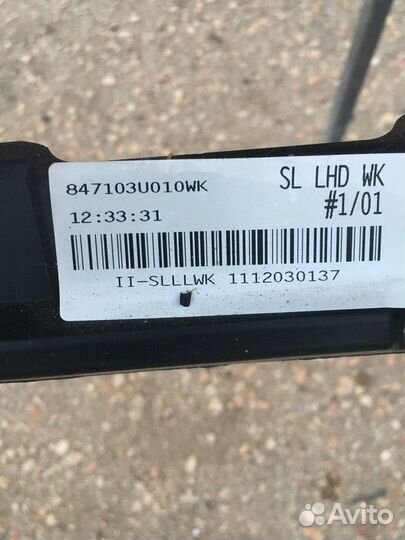 847103U010WK
SL LHD WK
12:33:31
#1/01
II-SLLLWK 1112030137
Avito